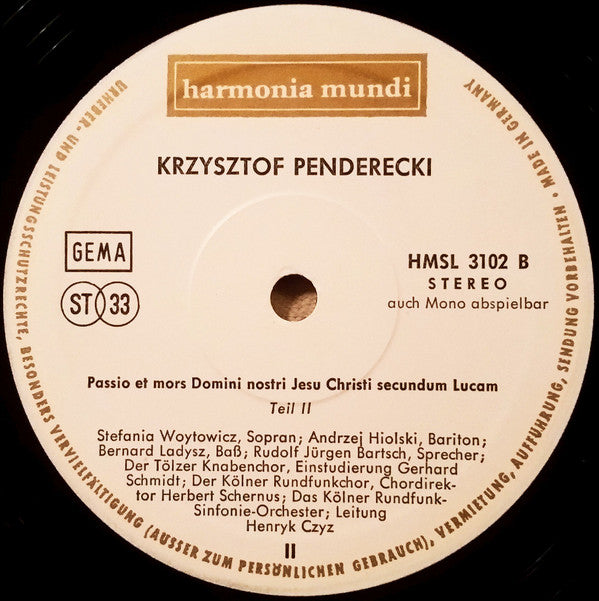 harmonia mundi
KRZYSZTOF PENDERECKI
GEMA
ST 33
HMSL 3102 B
STEREO
auch Mono abspielbar
Passio et mors Domini nostri Jesu Christi secundum Lucam
Teil II
Stefania Woytowicz, Sopran; Andrzej Hiolski, Bariton;
Bernard Ladysz, Baß; Rudolf Jürgen Bartsch, Sprecher;
Der Tölzer Knabenchor, Einstudierung Gerhard
Schmidt; Der Kölner Rundfunkchor, Chordirek-
tor Herbert Schernus; Das Kölner Rundfunk-
Sinfonie-Orchester; Leitung
Henryk Czyz
II
URHEBER- UND LEISTUNGSSCHUTZRECHTE, BESONDERS VERVIELFÄLTIGUNG (AUSSER ZUM PERSÖNLICHEN GEBRAUCH), VERMIETUNG, AUFFÜHRUNG, SENDUNG VORBEHALTEN • MADE IN GERMANY